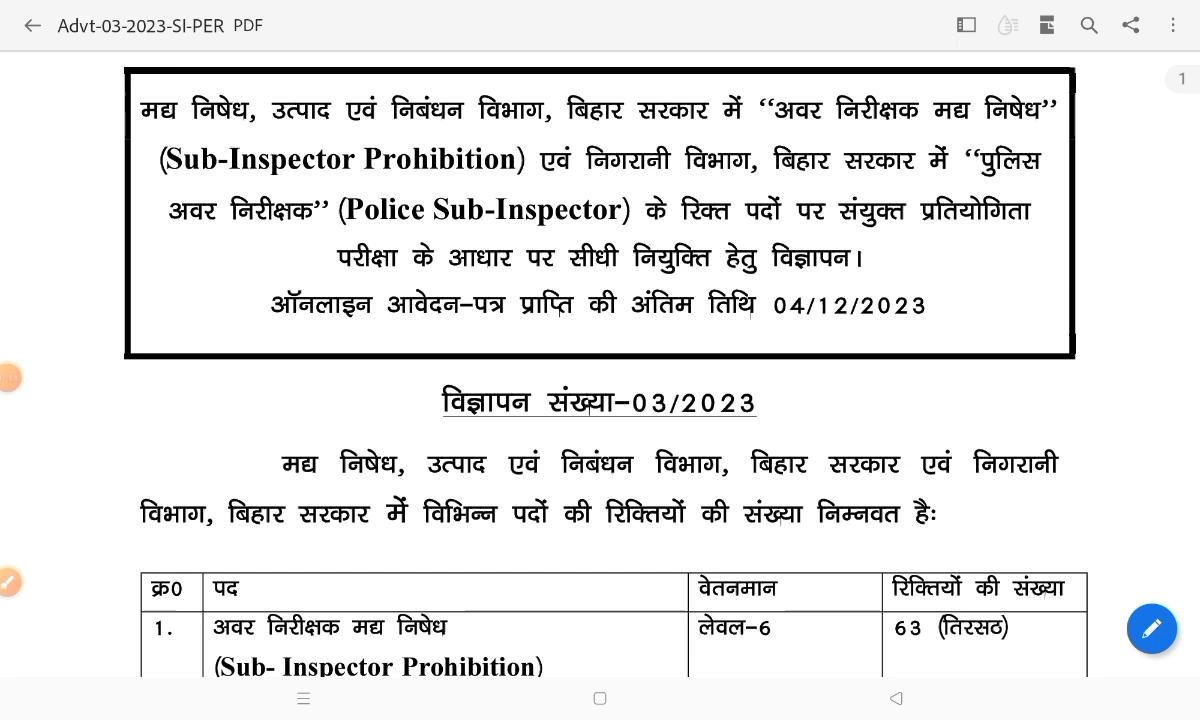 Advt-03-2023-SI-PER PDF
1
मद्य निषेध, उत्पाद एवं निबंधन विभाग, बिहार सरकार में ‘‘अवर निरीक्षक मद्य निषेध’’
(Sub-Inspector Prohibition) एवं निगरानी विभाग, बिहार सरकार में ‘‘पुलिस
अवर निरीक्षक’’ (Police Sub-Inspector) के रिक्त पदों पर संयुक्त प्रतियोगिता
परीक्षा के आधार पर सीधी नियुक्ति हेतु विज्ञापन।
ऑनलाइन आवेदन–पत्र प्राप्ति की अंतिम तिथि 04/12/2023
विज्ञापन संख्या–03/2023
मद्य निषेध, उत्पाद एवं निबंधन विभाग, बिहार सरकार एवं निगरानी
विभाग, बिहार सरकार में विभिन्न पदों की रिक्तियों की संख्या निम्नवत हैः
क्र0 पद वेतनमान रिक्तियों की संख्या
1. अवर निरीक्षक मद्य निषेध लेवल–6 63 (तिरसठ)
(Sub- Inspector Prohibition)